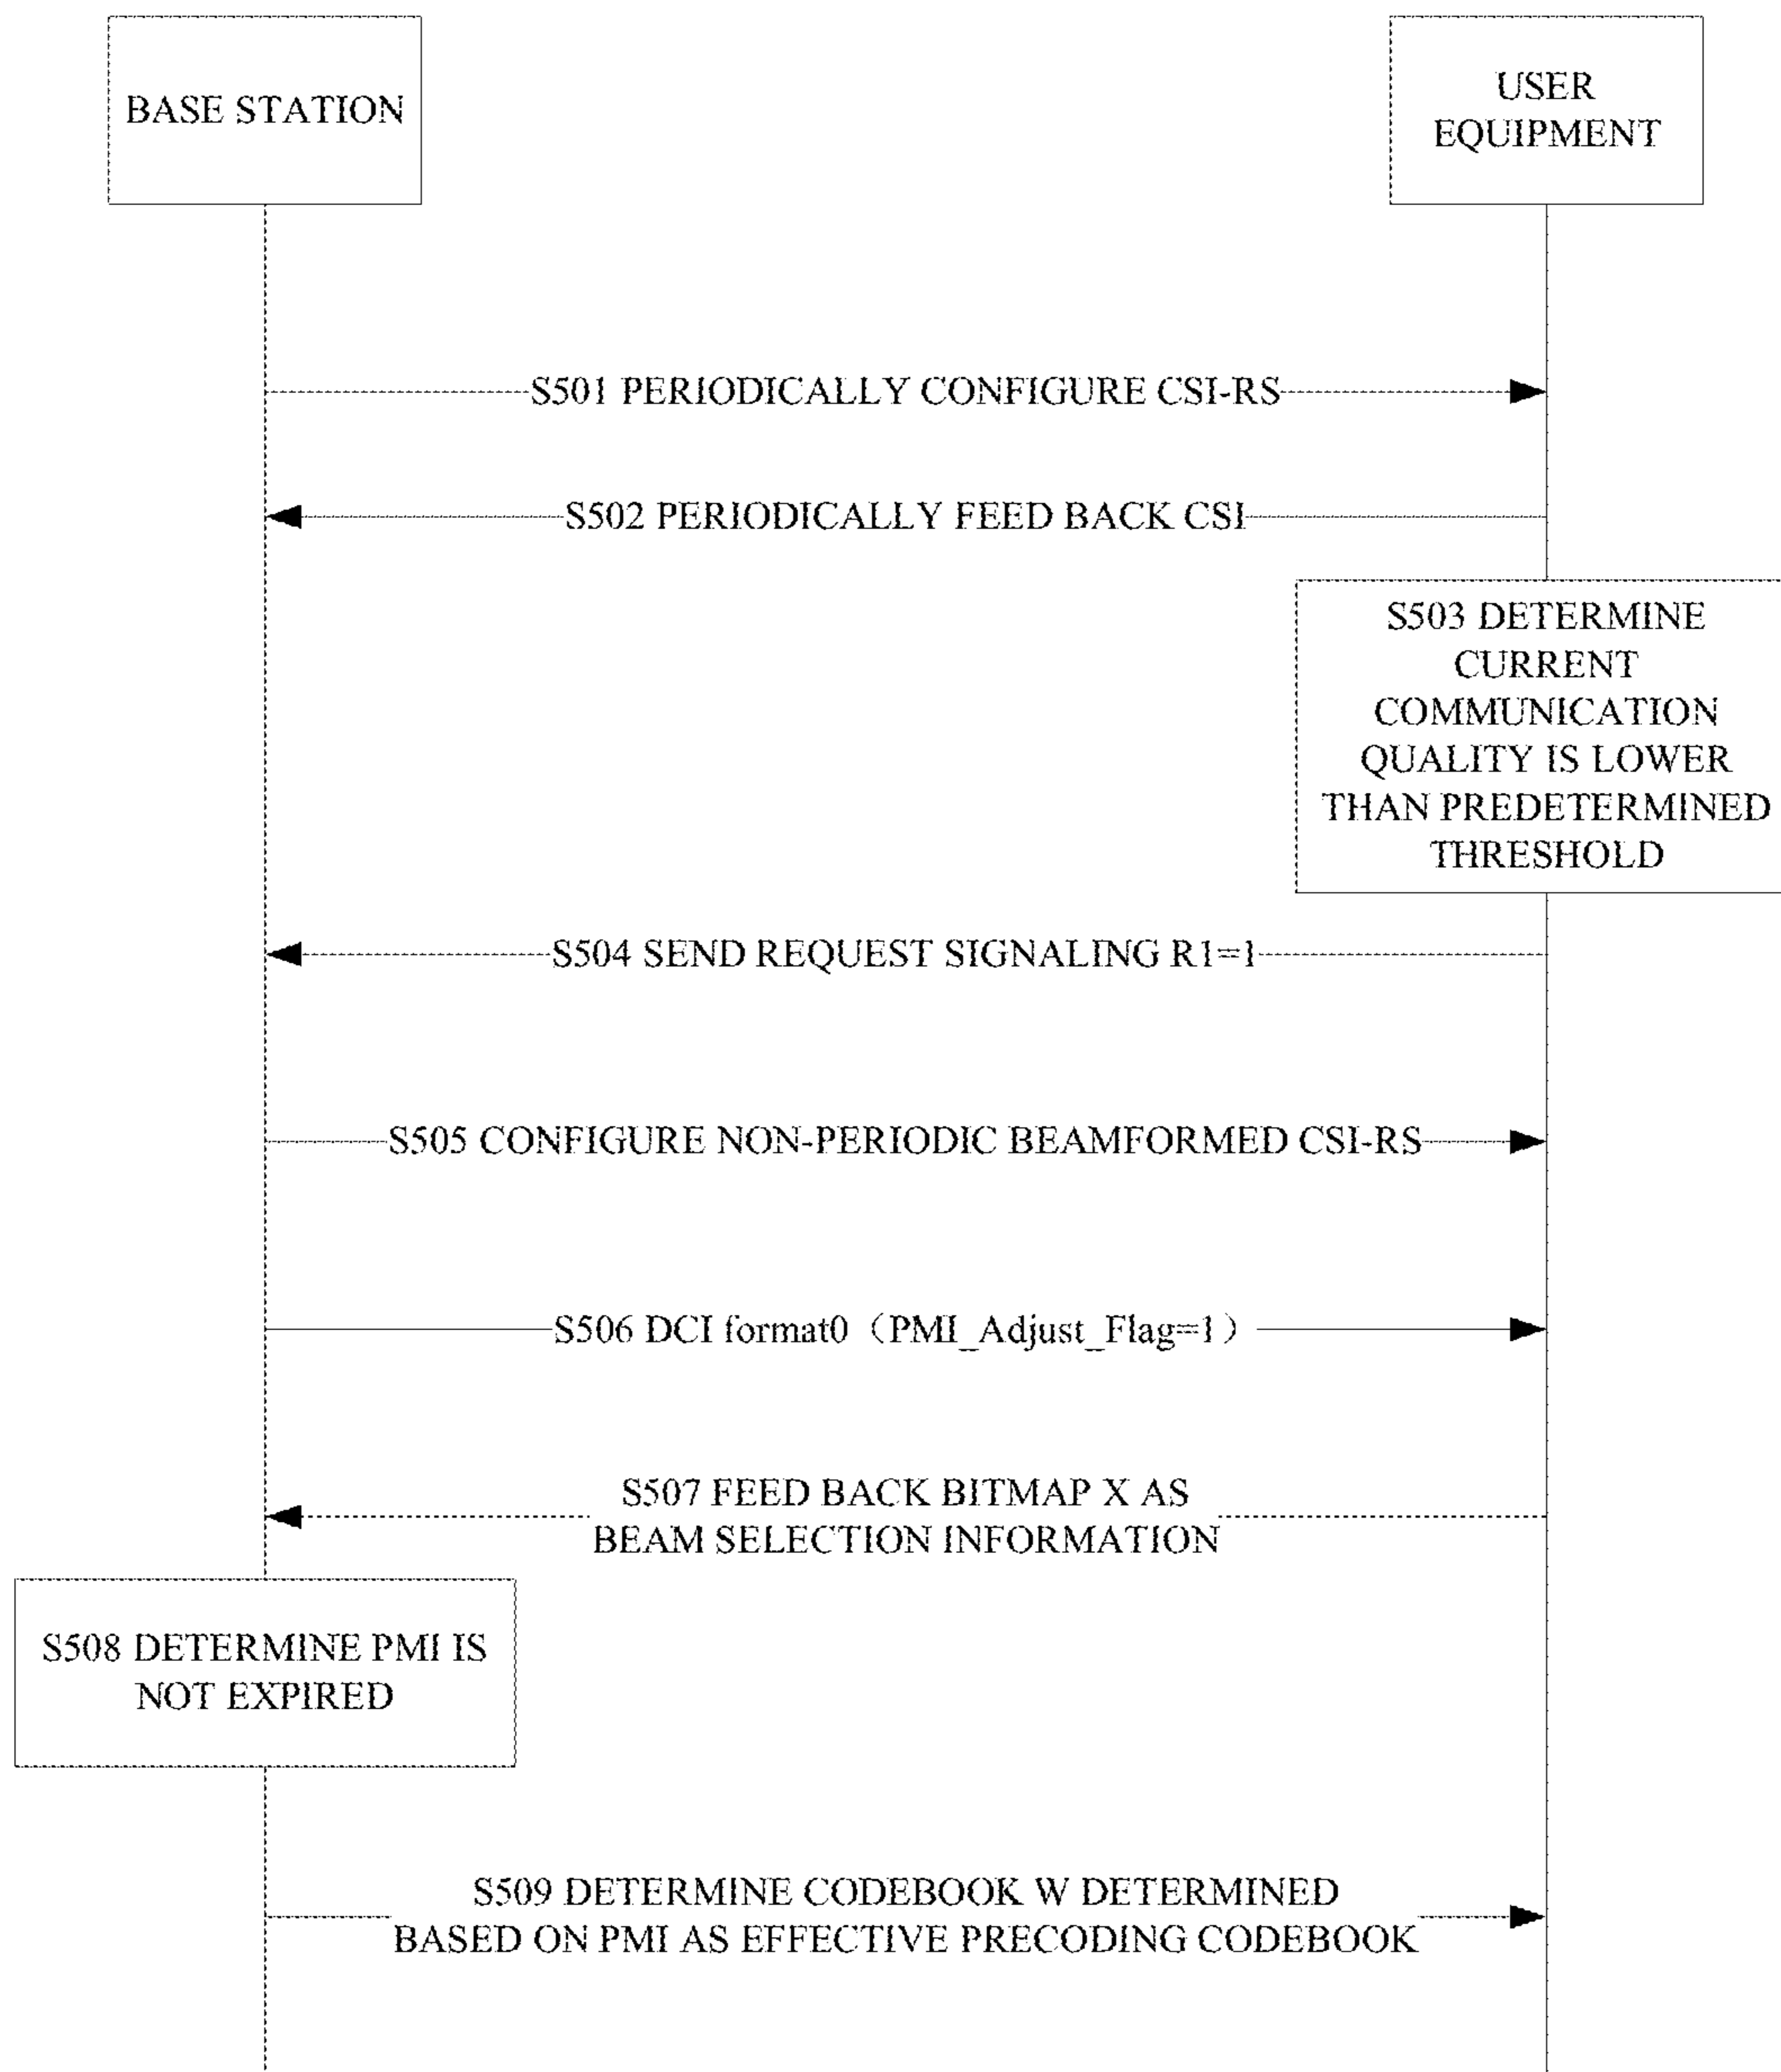 BASE STATION
USER
EQUIPMENT
S501 PERIODICALLY CONFIGURE CSI-RS
S502 PERIODICALLY FEED BACK CSI
S503 DETERMINE
CURRENT
COMMUNICATION
QUALITY IS LOWER
THAN PREDETERMINED
THRESHOLD
S504 SEND REQUEST SIGNALING R1=1
S505 CONFIGURE NON-PERIODIC BEAMFORMED CSI-RS
S506 DCI format0（PMI_Adjust_Flag=1）
S507 FEED BACK BITMAP X AS
BEAM SELECTION INFORMATION
S508 DETERMINE PMI IS
NOT EXPIRED
S509 DETERMINE CODEBOOK W DETERMINED
BASED ON PMI AS EFFECTIVE PRECODING CODEBOOK